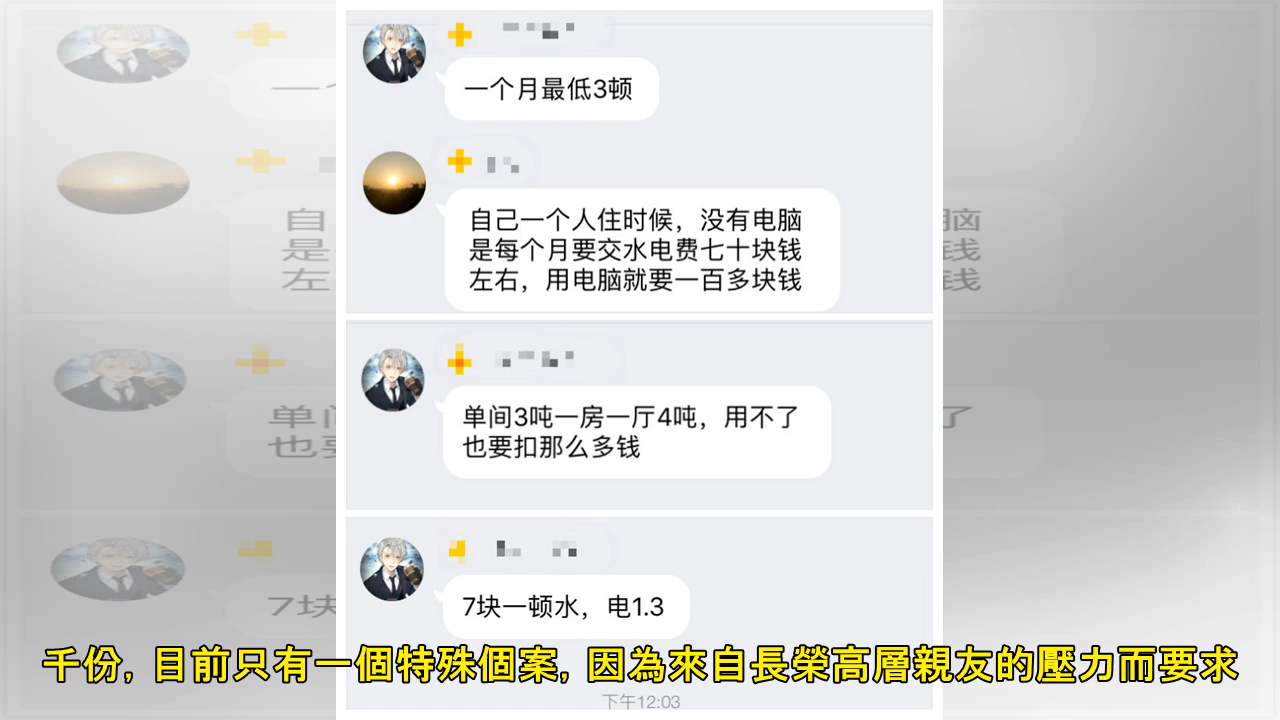 一个月最低3顿
自己一个人住时候，没有电脑
是每个月要交水电费七十块钱
左右，用电脑就要一百多块钱
单间3吨一房一厅4吨，用不了
也要扣那么多钱
7块一顿水，电1.3
千份, 目前只有一個特殊個案, 因為來自長榮高層親友的壓力而要求
下午12:03